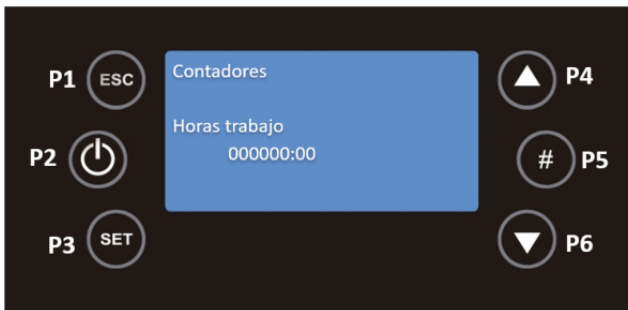 P1 ESC
Contadores
P4
Horas trabajo
000000:00
P2
# P5
P3 SET
P6